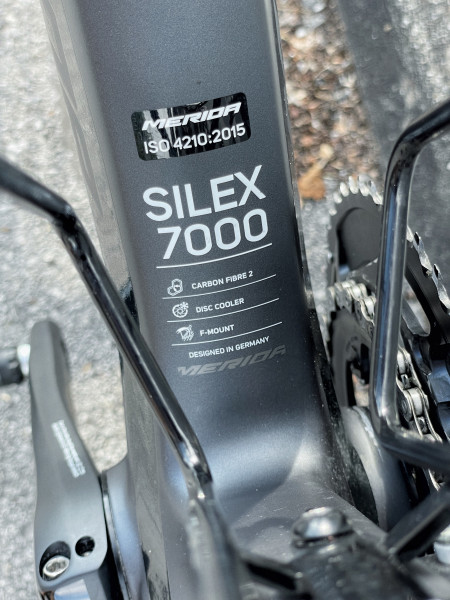 MERIDA
ISO 4210:2015
SILEX
7000
CARBON FIBRE 2
DISC COOLER
F-MOUNT
DESIGNED IN GERMANY
MERIDA